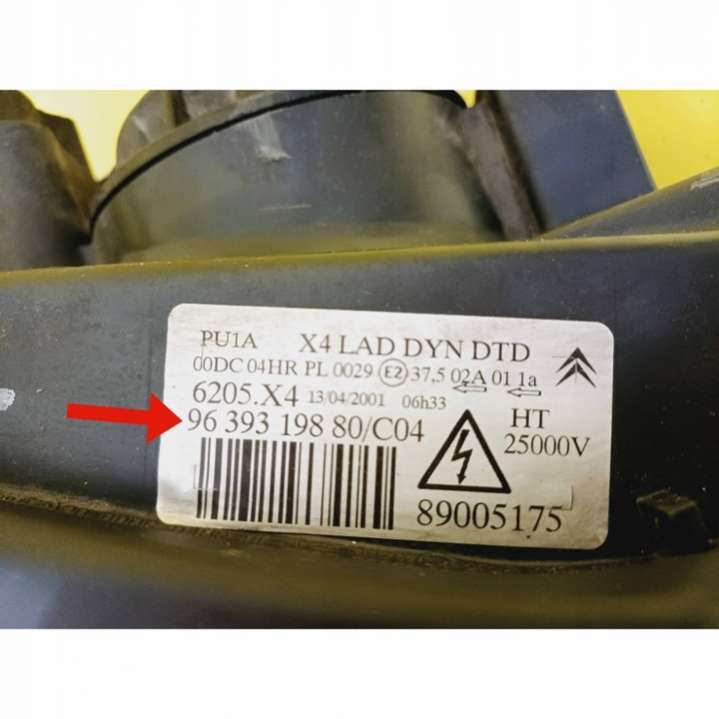 PU1A X4 LAD DYN DTD
00DC 04HR PL 0029 E2 37,5 02A 01 1a
6205.X4 13/04/2001 06h33
96 393 198 80/C04
HT
25000V
89005175